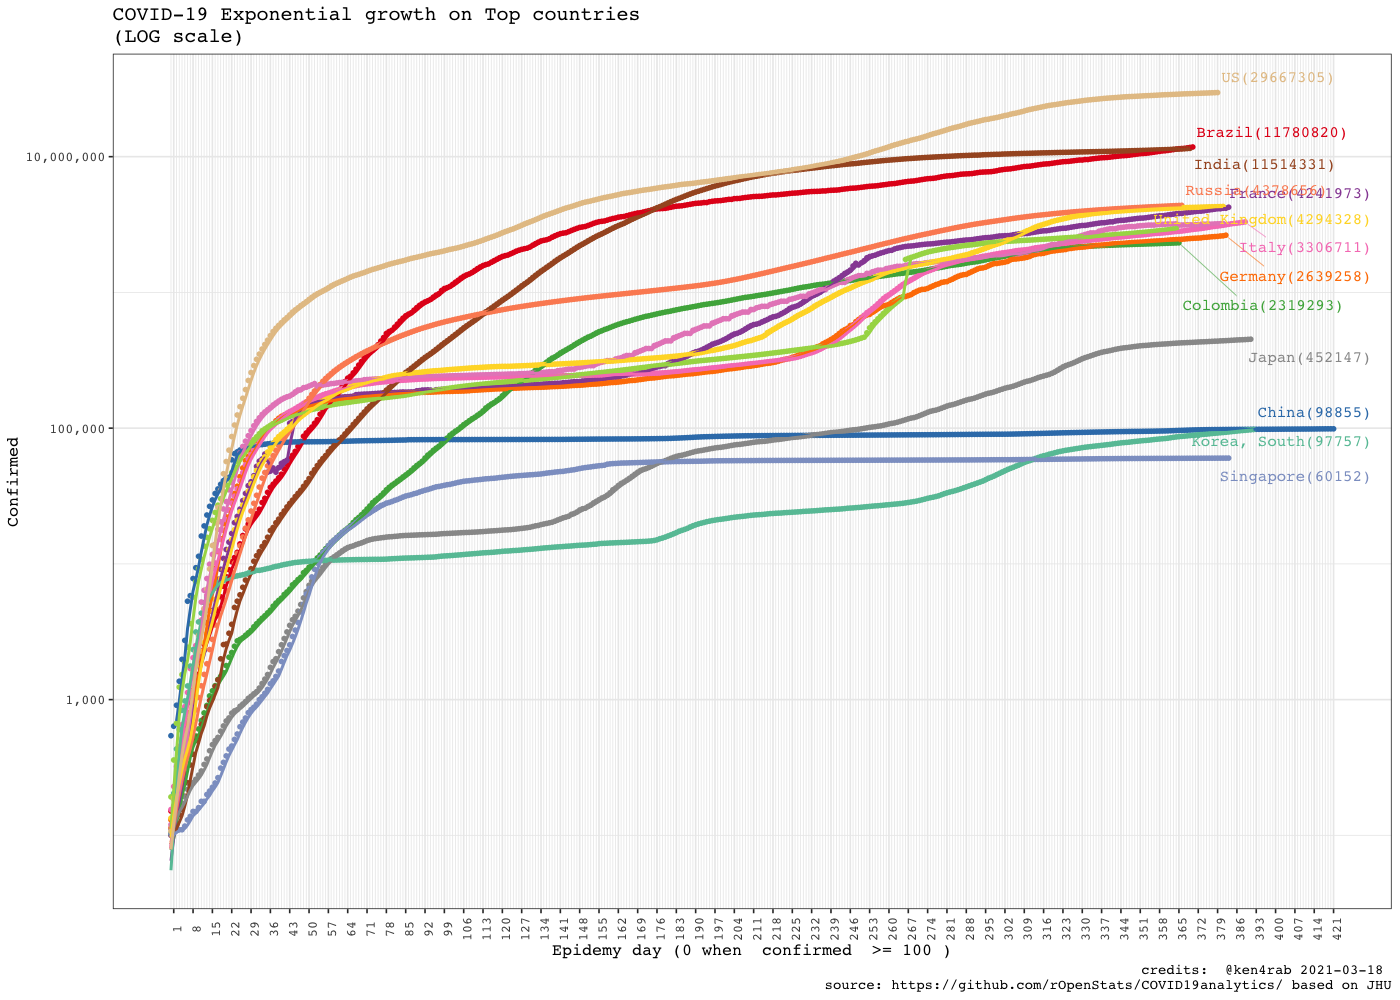 COVID-19 Exponential growth on Top countries
(LOG scale)
US(29667305)
Brazil(11780820)
10,000,000
India(11514331)
Russia(4378656)
France(4241973)
United Kingdom(4294328)
Italy(3306711)
Germany(2639258)
Colombia(2319293)
Japan(452147)
China(98855)
100,000
Korea, South(97757)
Singapore(60152)
Confirmed
1,000
1 8 15 22 29 36 43 50 57 64 71 78 85 92 99 106 113 120 127 134 141 148 155 162 169 176 183 190 197 204 211 218 225 232 239 246 253 260 267 274 281 288 295 302 309 316 323 330 337 344 351 358 365 372 379 386 393 400 407 414 421
Epidemy day (0 when  confirmed  >= 100 )
credits:  @ken4rab 2021-03-18
source: https://github.com/rOpenStats/COVID19analytics/ based on JHU